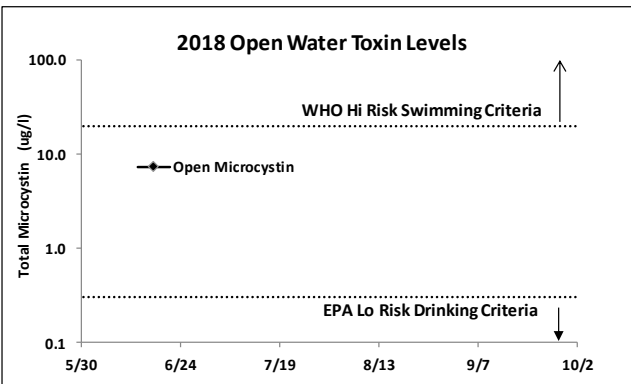 2018 Open Water Toxin Levels
100.0
WHO Hi Risk Swimming Criteria
10.0
Open Microcystin
Total Microcystin (ug/l)
1.0
EPA Lo Risk Drinking Criteria
0.1
5/30 6/24 7/19 8/13 9/7 10/2